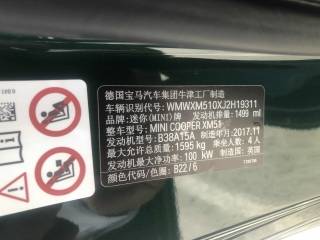 德国宝马汽车集团牛津工厂制造
车辆识别代号: WMWXM510XJ2H19311
品牌: 迷你(MINI)牌 发动机排量: 1499 ml
整车型号: MINI COOPER XM51
发动机型号: B38A15A 制造年月: 2017.11
最大允许总质量: 1595 kg 乘坐人数: 4人
发动机最大净功率: 100 kW 制造国: 英国
颜色代码/色圈: B22/6